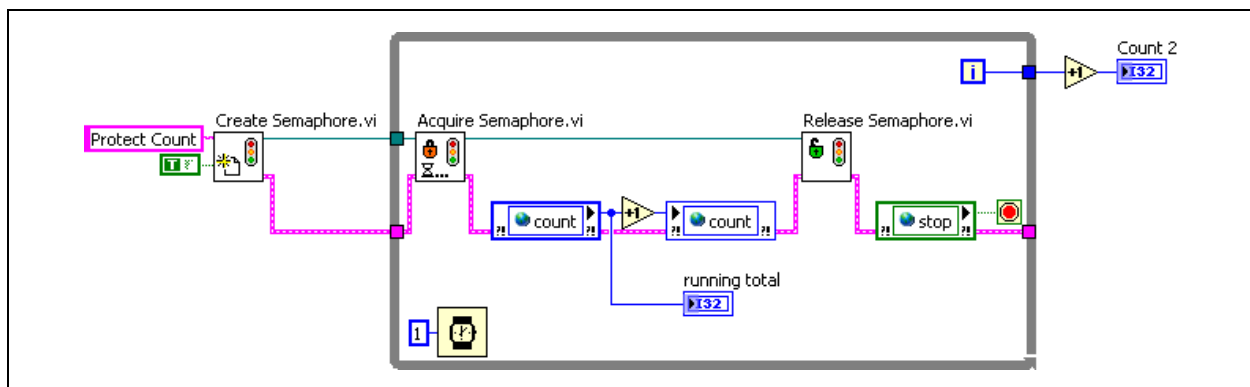 Count 2
i
+1
I32
Create Semaphore.vi
Acquire Semaphore.vi
Release Semaphore.vi
Protect Count
T
count
+1
count
stop
?!
?!
?!
?!
?!
?!
running total
I32
1